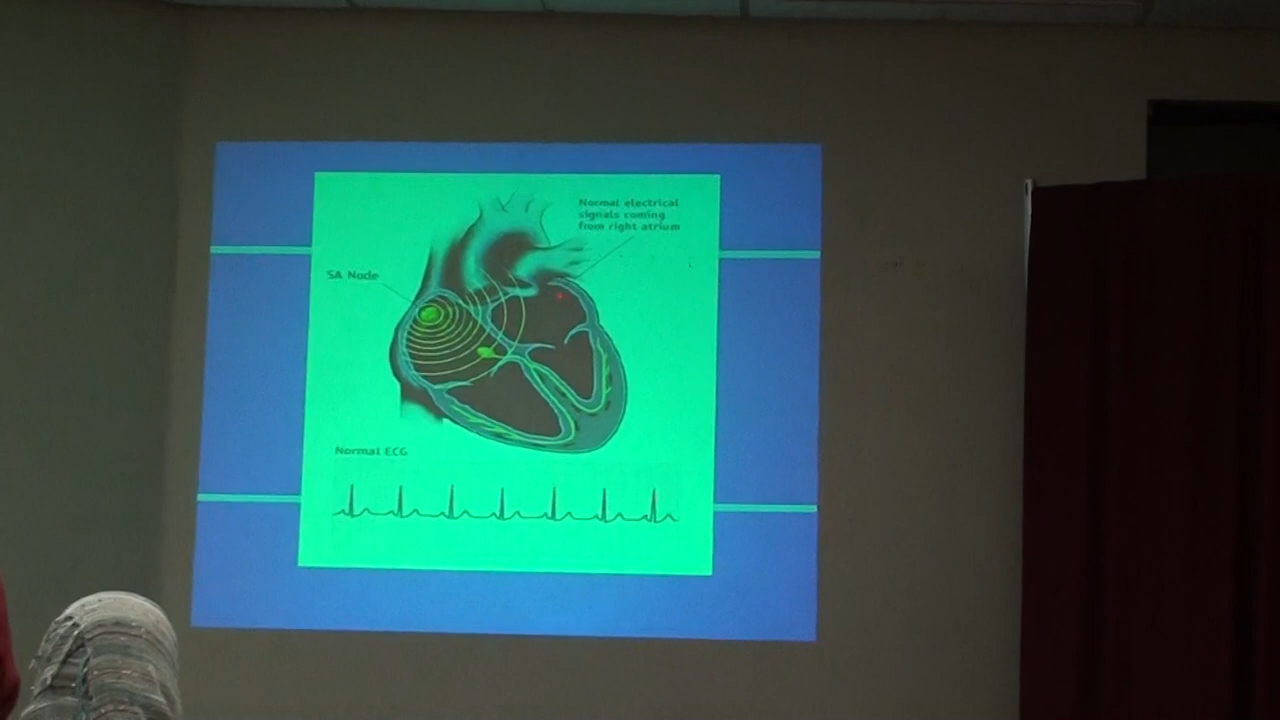 Normal electrical
signals coming
from right atrium
SA Node
Normal ECG